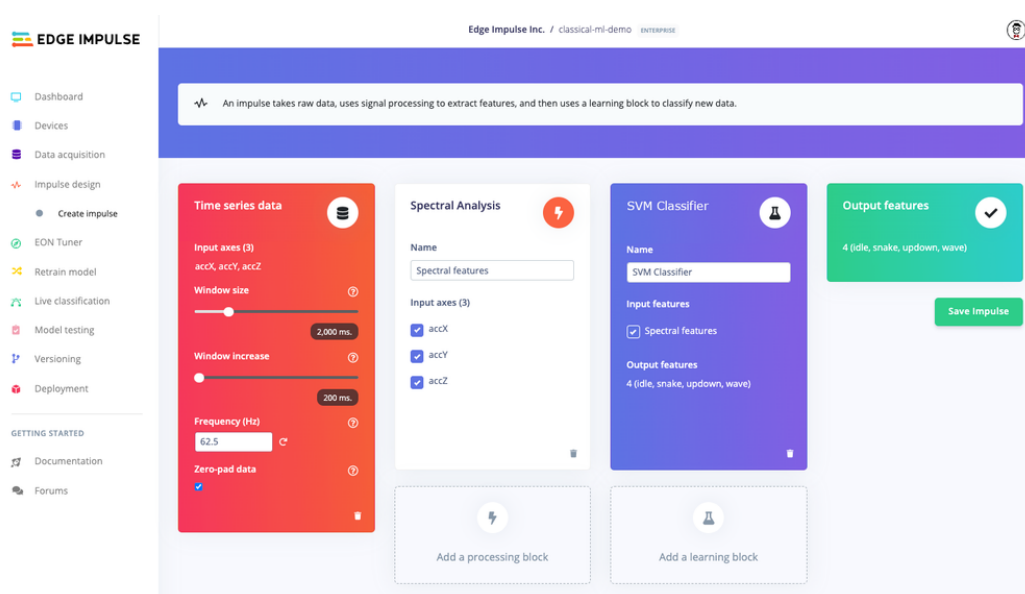 EDGE IMPULSE
Edge Impulse Inc. / classical-ml-demo ENTERPRISE
Dashboard
Devices
Data acquisition
Impulse design
Create impulse
EON Tuner
Retrain model
Live classification
Model testing
Versioning
Deployment
GETTING STARTED
Documentation
Forums
An impulse takes raw data, uses signal processing to extract features, and then uses a learning block to classify new data.
Time series data
Input axes (3)
accX, accY, accZ
Window size
2,000 ms.
Window increase
200 ms.
Frequency (Hz)
62.5
Zero-pad data
Spectral Analysis
Name
Spectral features
Input axes (3)
accX
accY
accZ
Add a processing block
SVM Classifier
Name
SVM Classifier
Input features
Spectral features
Output features
4 (idle, snake, updown, wave)
Add a learning block
Output features
4 (idle, snake, updown, wave)
Save Impulse